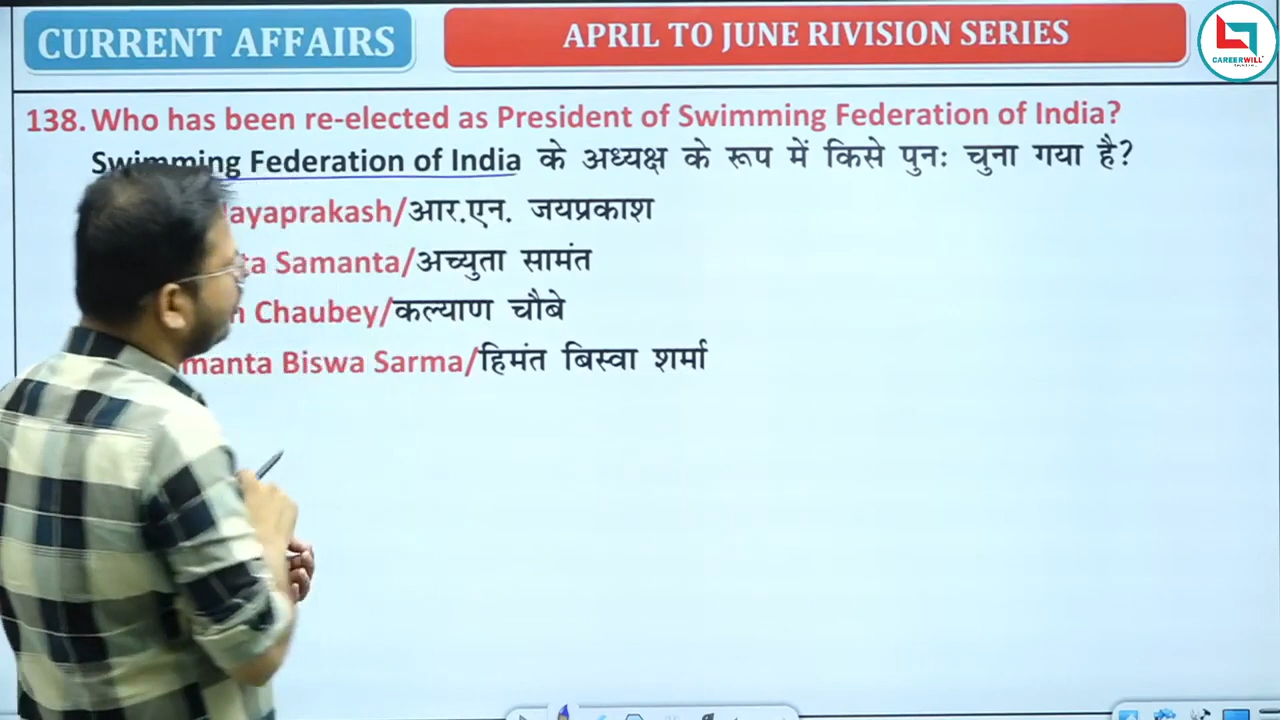 CURRENT AFFAIRS
APRIL TO JUNE RIVISION SERIES
CAREERWILL
138. Who has been re-elected as President of Swimming Federation of India?
Swimming Federation of India के अध्यक्ष के रूप में किसे पुनः चुना गया है?
Jayaprakash/आर.एन. जयप्रकाश
ta Samanta/अच्युता सामंत
n Chaubey/कल्याण चौबे
manta Biswa Sarma/हिमंत बिस्वा शर्मा